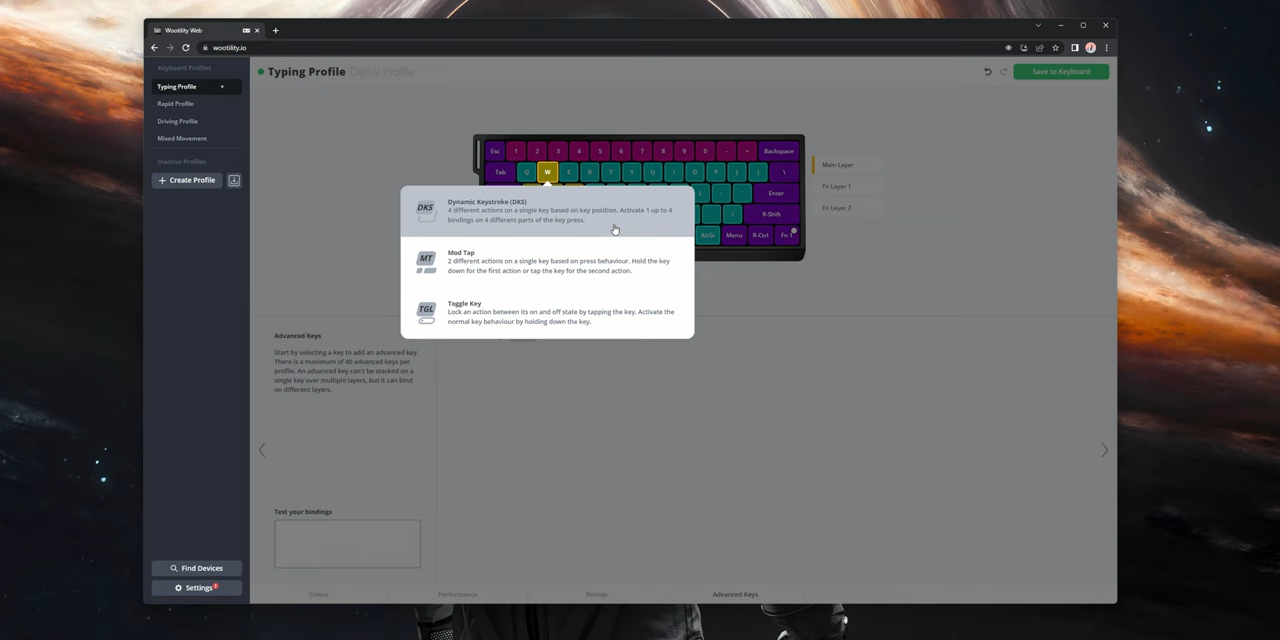 Wootility Web
wootility.io
Keyboard Profiles
Typing Profile
Rapid Profile
Driving Profile
Mixed Movement
Inactive Profiles
+ Create Profile
Typing Profile Digital Profile
Save to Keyboard
Esc 1 2 3 4 5 6 7 8 9 0 - = Backspace
Tab Q W E R T Y U I O P [ ] \
L ; ' Enter
. / R-Shift
AltGr Menu R-Ctrl Fn 1
Main Layer
Fn Layer 1
Fn Layer 2
DKS
Dynamic Keystroke (DKS)
4 different actions on a single key based on key position. Activate 1 up to 4
bindings on 4 different parts of the key press.
MT
Mod Tap
2 different actions on a single key based on press behaviour. Hold the key
down for the first action or tap the key for the second action.
TGL
Toggle Key
Lock an action between its on and off state by tapping the key. Activate the
normal key behaviour by holding down the key.
Advanced Keys
Start by selecting a key to add an advanced key.
There is a maximum of 40 advanced keys per
profile. An advanced key can't be stacked on a
single key over multiple layers, but it can bind
on different layers.
Test your bindings
Find Devices
Settings
Colour
Performance
Remap
Advanced Keys